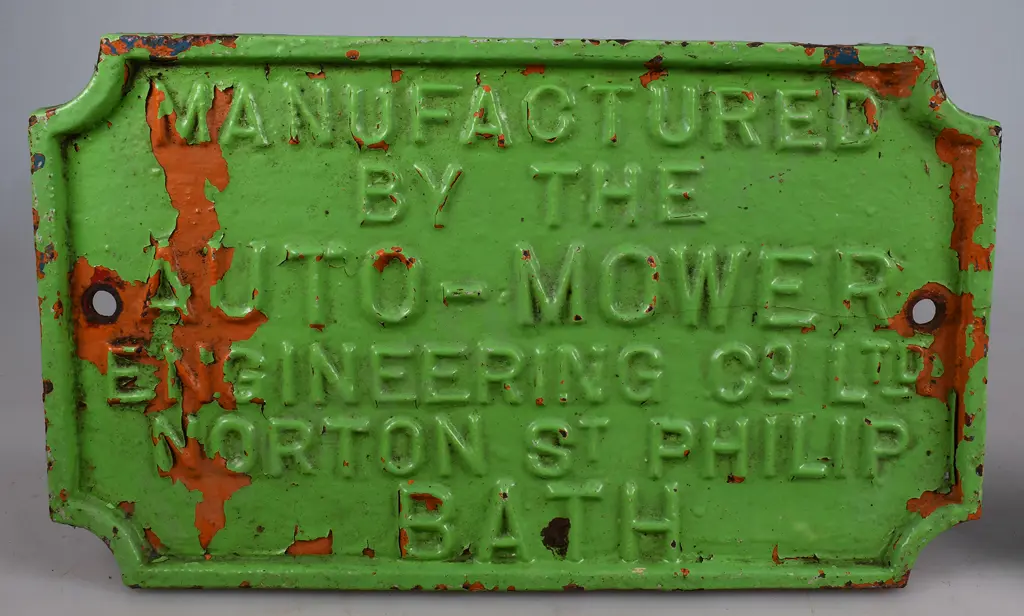 MANUFACTURED
BY THE
AUTO-MOWER
ENGINEERING Cº LTD
NORTON ST PHILIP
BATH